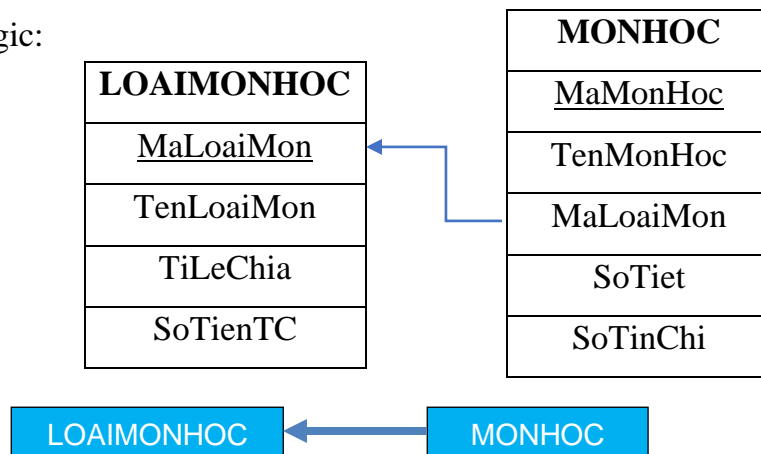 gic:
LOAIMONHOC
MaLoaiMon
TenLoaiMon
TiLeChia
SoTienTC
MONHOC
MaMonHoc
TenMonHoc
MaLoaiMon
SoTiet
SoTinChi
LOAIMONHOC
MONHOC